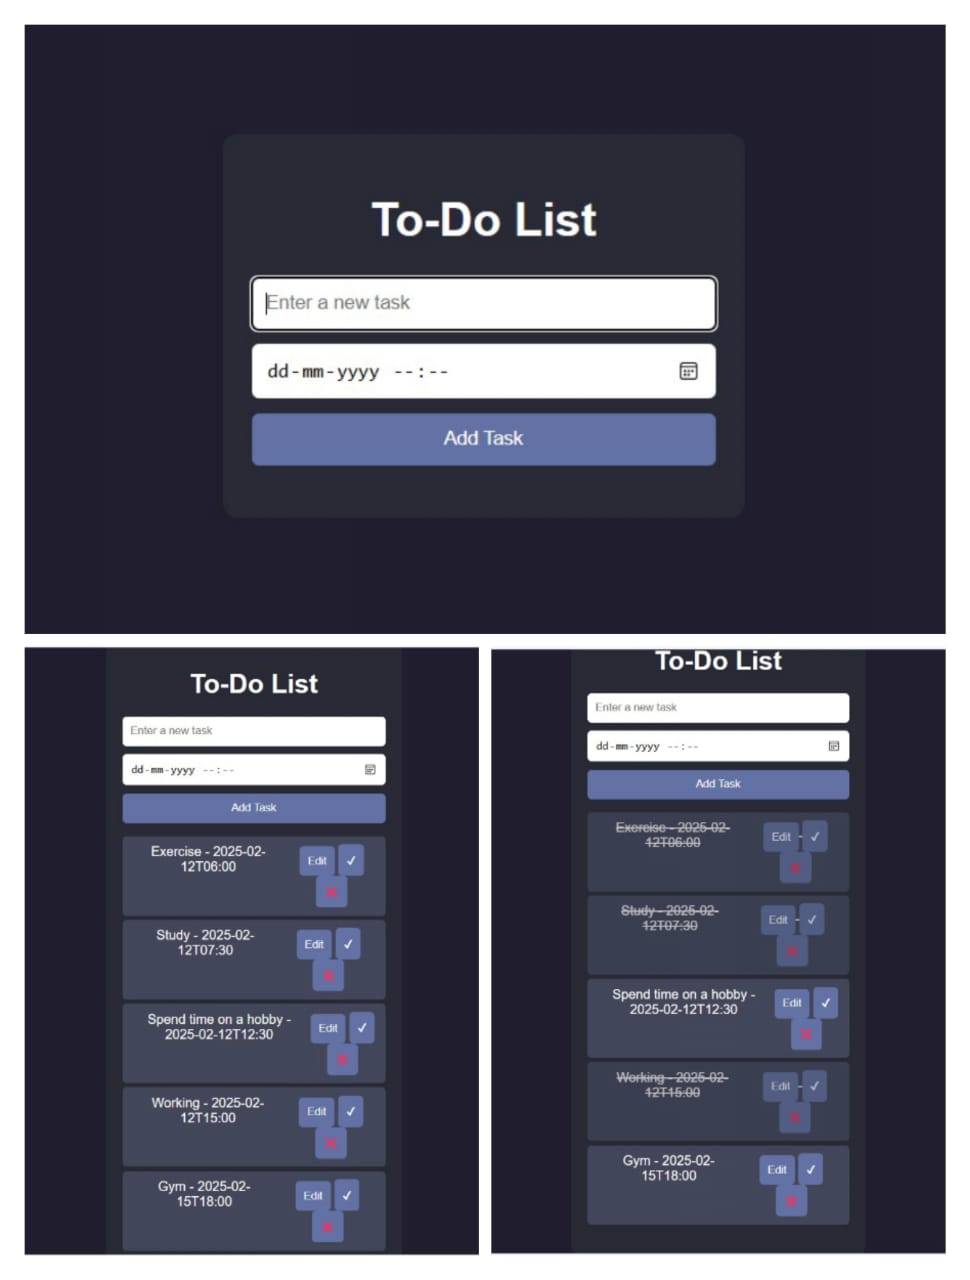 To-Do List
Enter a new task
dd-mm-yyyy --:--
Add Task
To-Do List
Enter a new task
dd-mm-yyyy --:--
Add Task
Exercise - 2025-02-
12T06:00
Edit ✓
✕
Study - 2025-02-
12T07:30
Edit ✓
✕
Spend time on a hobby -
2025-02-12T12:30
Edit ✓
✕
Working - 2025-02-
12T15:00
Edit ✓
✕
Gym - 2025-02-
15T18:00
Edit ✓
✕
To-Do List
Enter a new task
dd-mm-yyyy --:--
Add Task
Exercise - 2025-02-
12T06:00
Edit - ✓
✕
Study - 2025-02-
12T07:30
Edit - ✓
✕
Spend time on a hobby -
2025-02-12T12:30
Edit ✓
✕
Working - 2025-02-
12T15:00
Edit - ✓
✕
Gym - 2025-02-
15T18:00
Edit ✓
✕